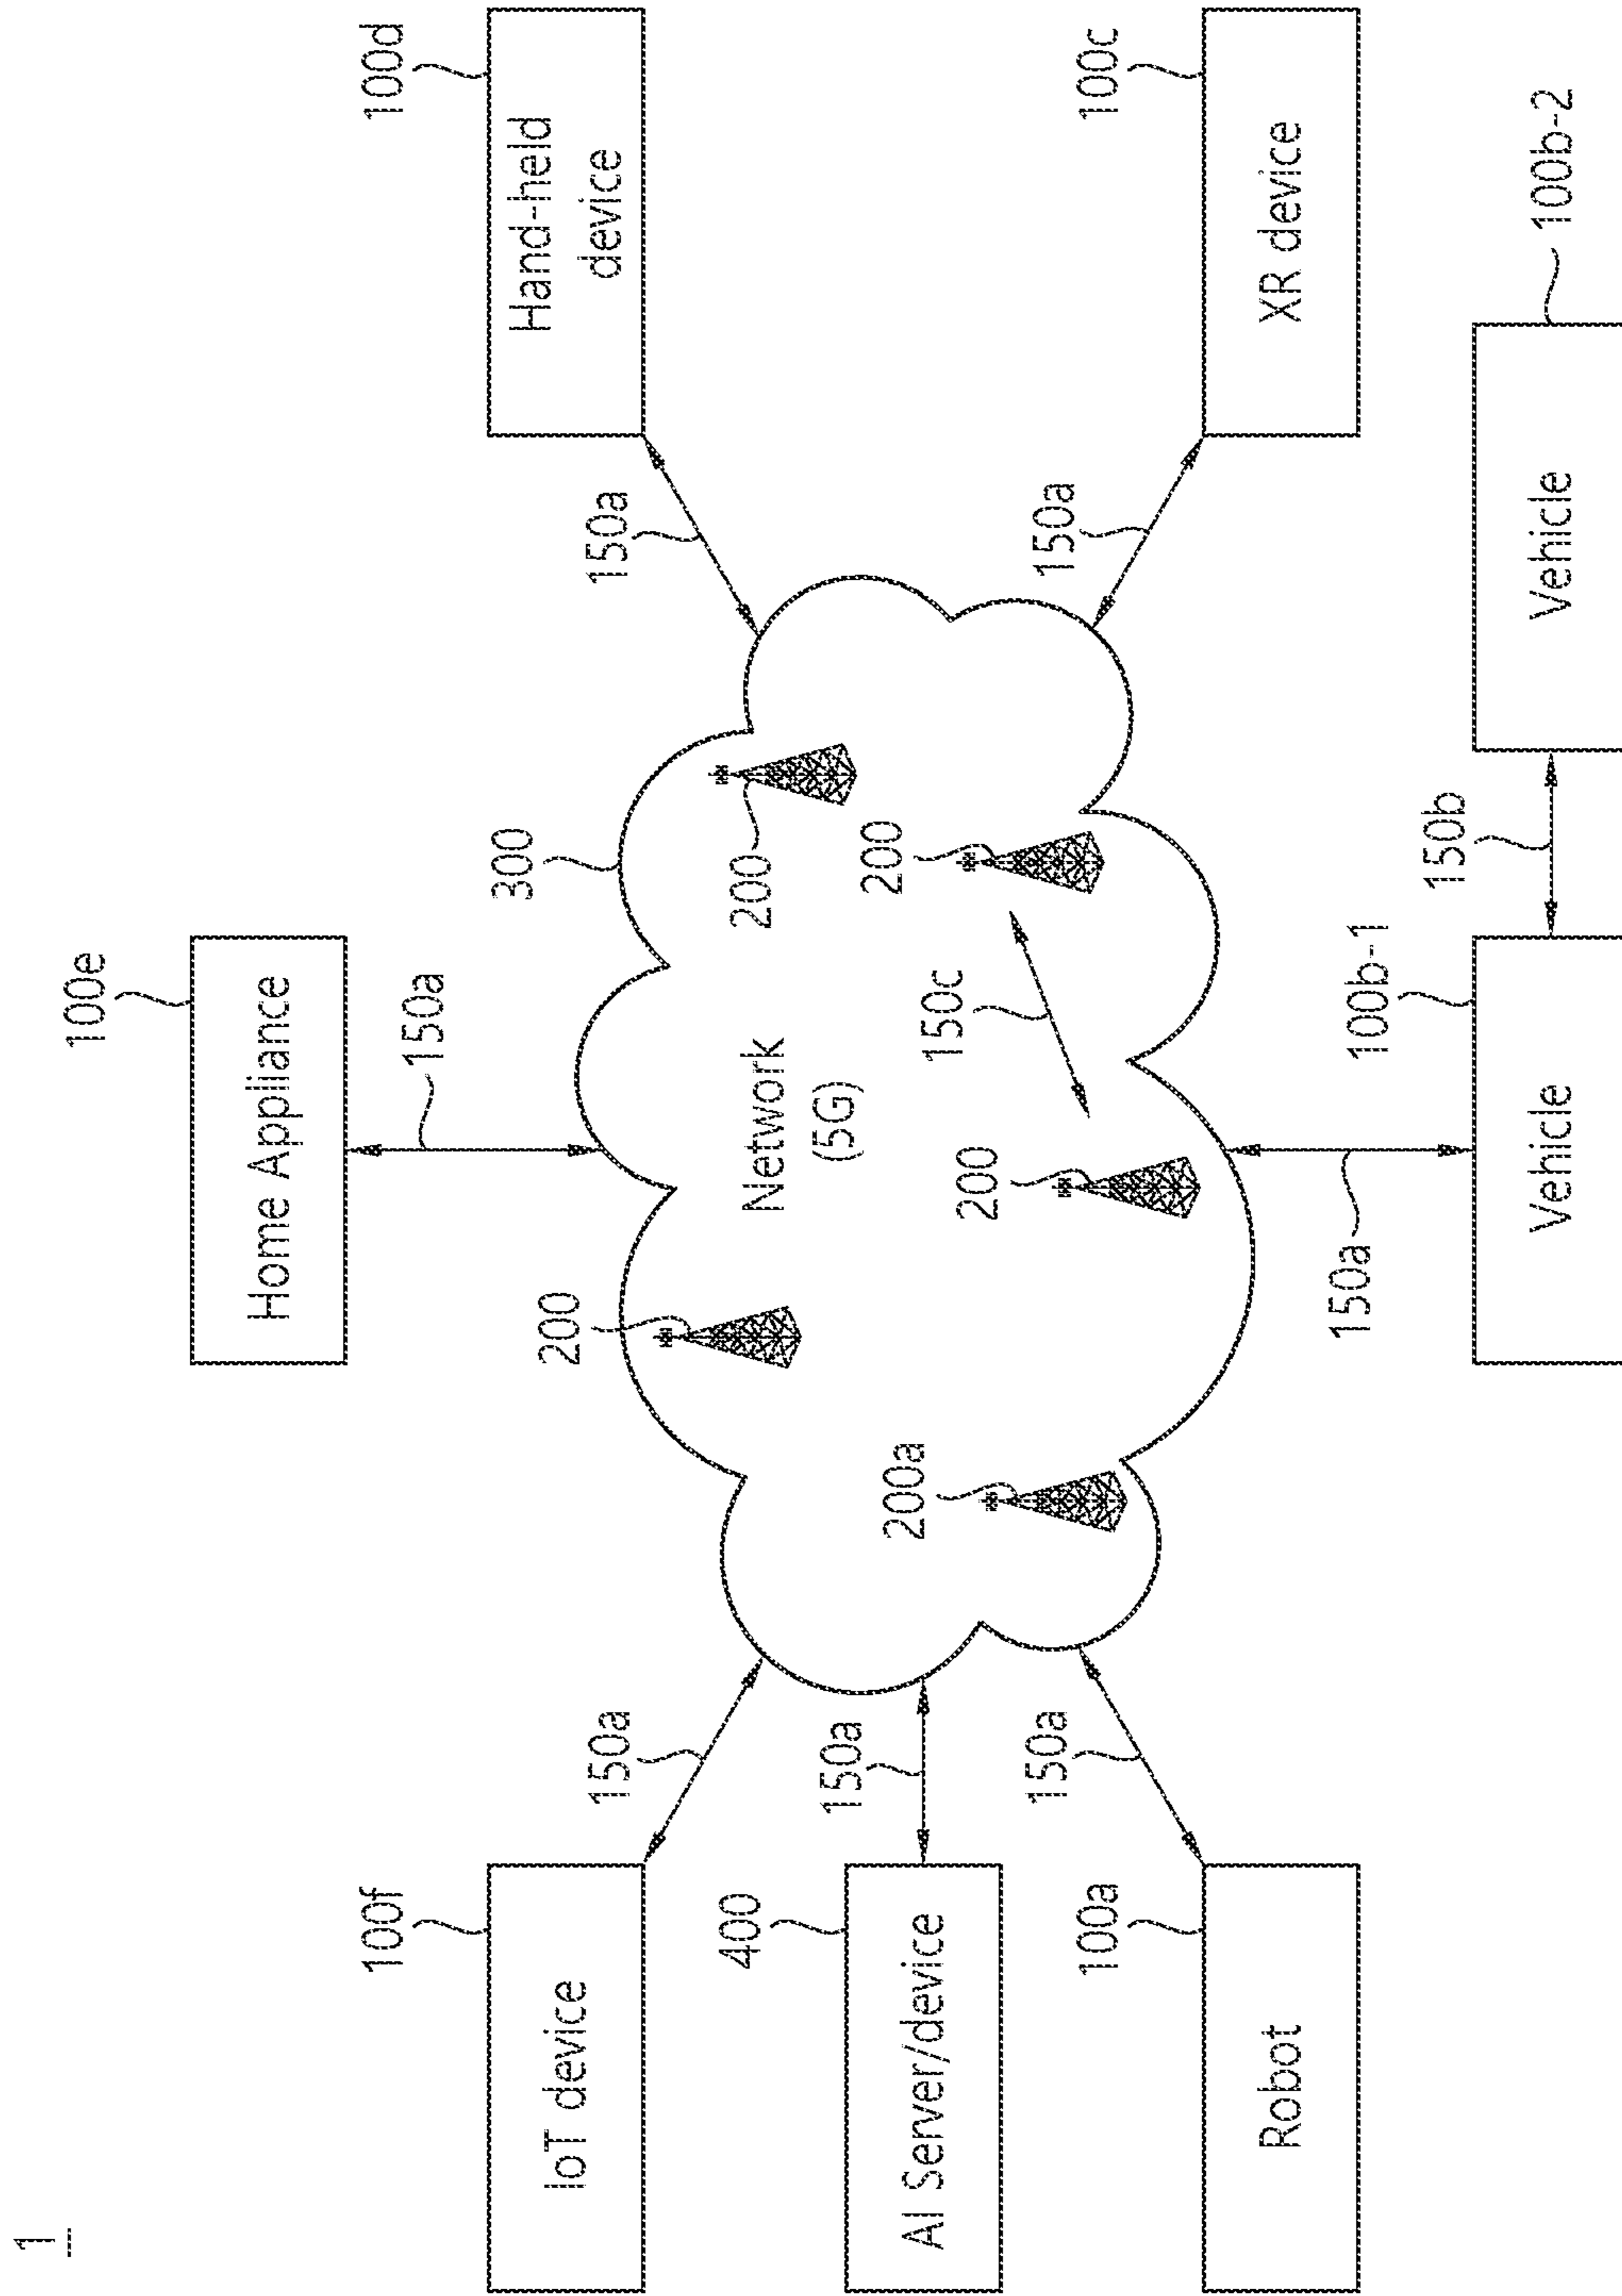 1
100e
Home Appliance
150a
100f
IoT device
150a
300
100d
Hand-held
device
150a
200
Network
(5G)
200
400
AI Server/device
150a
200a
200
150c
200
100a
Robot
150a
100c
XR device
150a
150a
100b-1
Vehicle
150b
100b-2
Vehicle